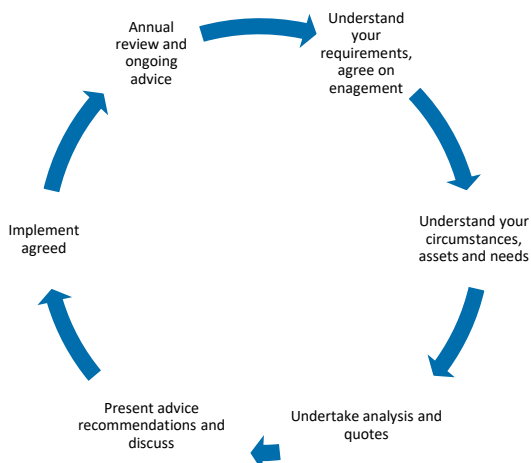 Annual
review and
ongoing
advice
Understand
your
requirements,
agree on
enagement
Understand your
circumstances,
assets and needs
Undertake analysis and
quotes
Present advice
recommendations and
discuss
Implement
agreed